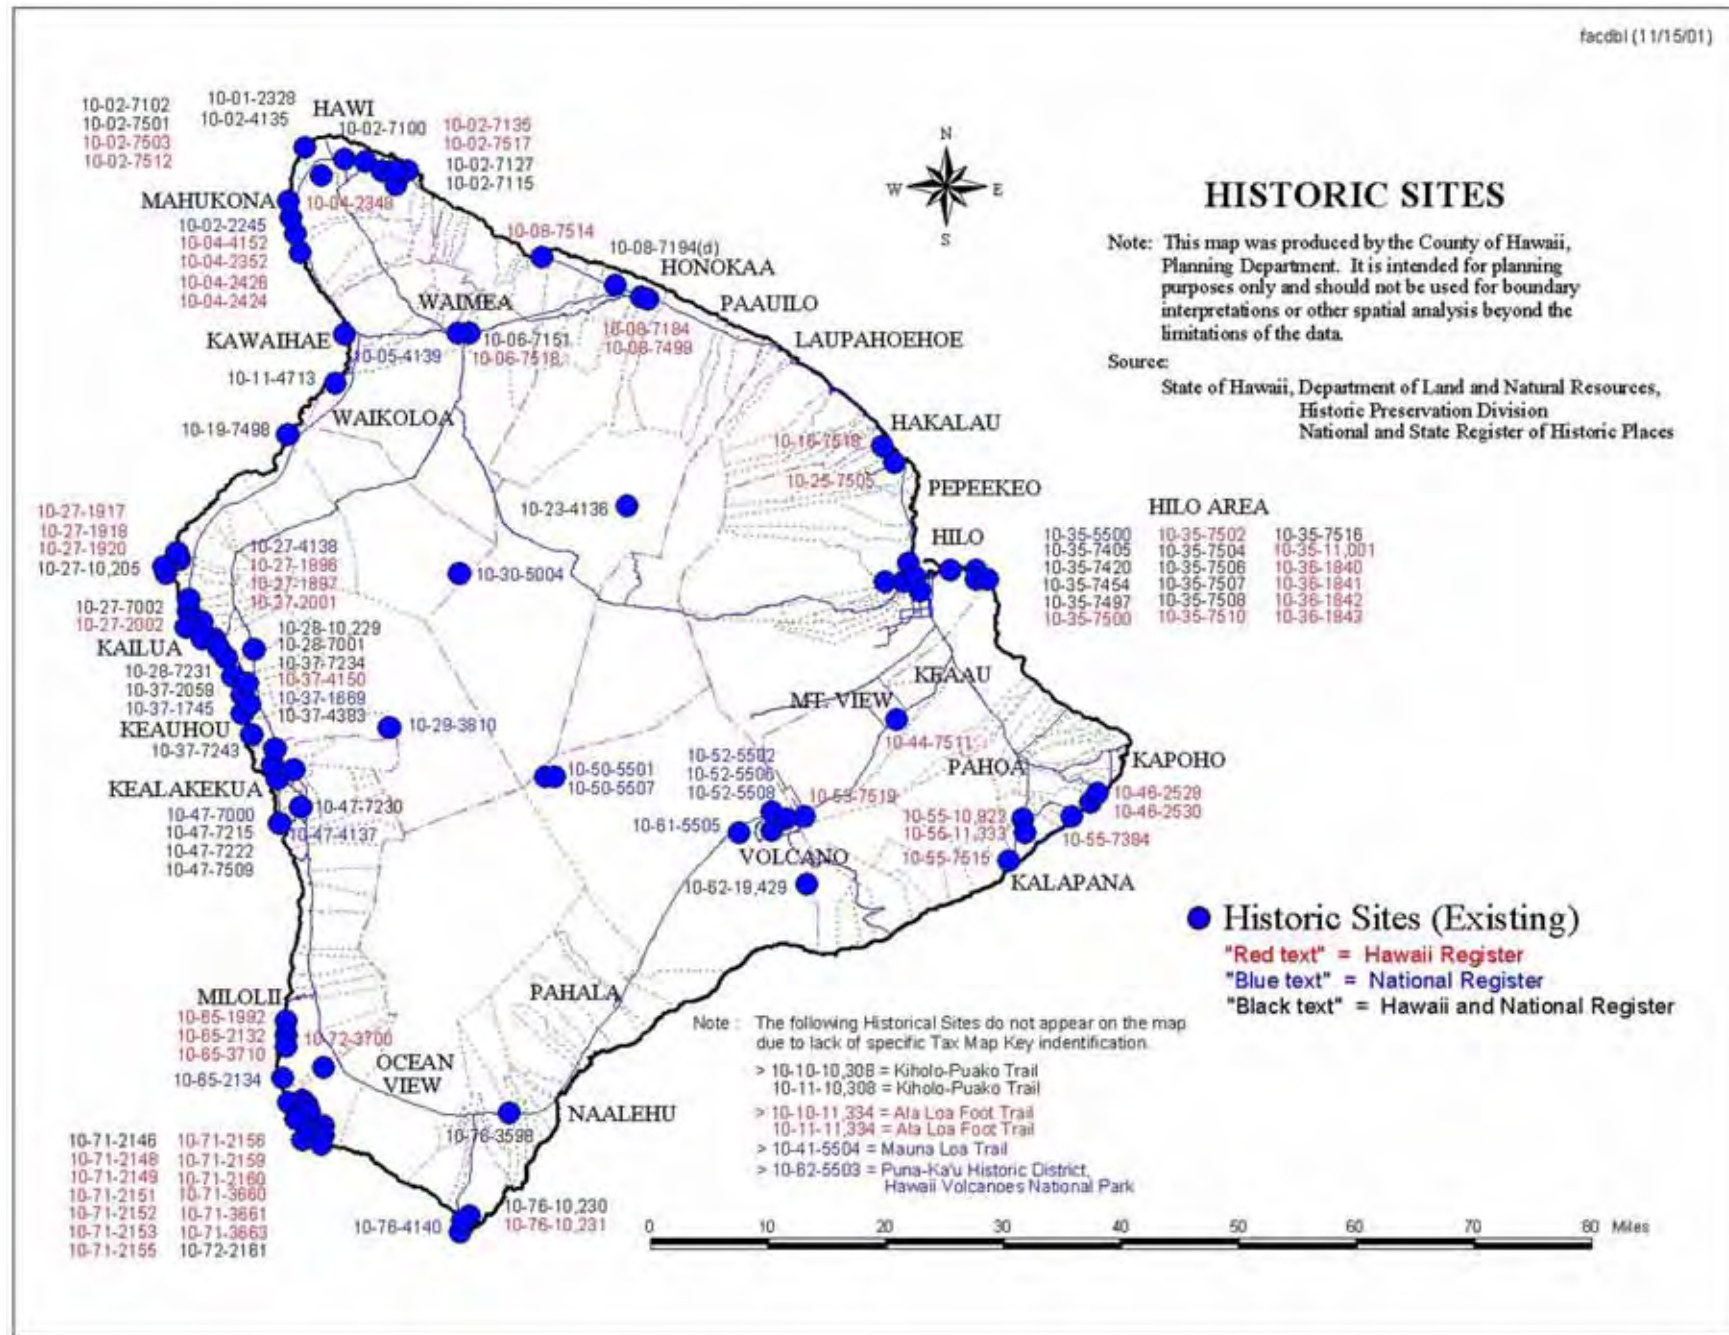 facdbl (11/15/01)
10-02-7102
10-02-7501
10-02-7503
10-02-7512
10-01-2328
10-02-4135
HAWI
10-02-7100
10-02-7135
10-02-7517
10-02-7127
10-02-7115
MAHUKONA
10-04-2348
10-02-2245
10-04-4152
10-04-2352
10-04-2426
10-04-2424
10-08-7514
10-08-7194(d)
HONOKAA
WAIMEA
PAAUILO
LAUPAHOEHOE
KAWAIHAE
10-05-4139
10-06-7151
10-06-7518
10-08-7184
10-08-7499
10-11-4713
WAIKOLOA
10-19-7498
HAKALAU
10-16-7518
10-25-7505
PEPEEKEO
10-23-4136
N
W
E
S
HISTORIC SITES
Note: This map was produced by the County of Hawaii,
Planning Department. It is intended for planning
purposes only and should not be used for boundary
interpretations or other spatial analysis beyond the
limitations of the data.
Source:
State of Hawaii, Department of Land and Natural Resources,
Historic Preservation Division
National and State Register of Historic Places
HILO AREA
10-35-5500 10-35-7502 10-35-7516
10-35-7405 10-35-7504 10-35-11,001
10-35-7420 10-35-7506 10-36-1840
10-35-7454 10-35-7507 10-36-1841
10-35-7497 10-35-7508 10-36-1842
10-35-7500 10-35-7510 10-36-1843
HILO
10-27-1917
10-27-1918
10-27-1920
10-27-10,205
10-27-4138
10-27-1896
10-27-1897
10-27-2001
10-30-5004
10-27-7002
10-27-2002
KAILUA
10-28-10,229
10-28-7001
10-37-7234
10-37-4150
10-37-1669
10-37-4383
10-28-7231
10-37-2059
10-37-1745
KEAUHOU
10-37-7243
10-29-3810
KEAAU
MT. VIEW
10-44-7511
KEALAKEKUA
10-47-7230
10-47-7000
10-47-4137
10-47-7215
10-47-7222
10-47-7509
10-50-5501
10-50-5507
10-52-5502
10-52-5506
10-52-5508
10-53-7519
10-61-5505
VOLCANO
10-62-19,429
PAHOA
KAPOHO
10-46-2528
10-46-2530
10-55-10,923
10-55-11,333
10-55-7384
10-55-7515
KALAPANA
Historic Sites (Existing)
"Red text" = Hawaii Register
"Blue text" = National Register
"Black text" = Hawaii and National Register
MILOLII
10-65-1992
10-65-2132
10-65-3710
10-72-3700
10-65-2134
OCEAN
VIEW
PAHALA
NAALEHU
10-76-3598
10-71-2146 10-71-2156
10-71-2148 10-71-2159
10-71-2149 10-71-2160
10-71-2151 10-71-3660
10-71-2152 10-71-3661
10-71-2153 10-71-3663
10-71-2155 10-72-2161
10-76-10,230
10-76-4140
10-76-10,231
Note : The following Historical Sites do not appear on the map
due to lack of specific Tax Map Key indentification.
> 10-10-10,308 = Kiholo-Puako Trail
10-11-10,308 = Kiholo-Puako Trail
> 10-10-11,334 = Ala Loa Foot Trail
10-11-11,334 = Ala Loa Foot Trail
> 10-41-5504 = Mauna Loa Trail
> 10-62-5503 = Puna-Ka'u Historic District,
Hawaii Volcanoes National Park
0 10 20 30 40 50 60 70 80 Miles